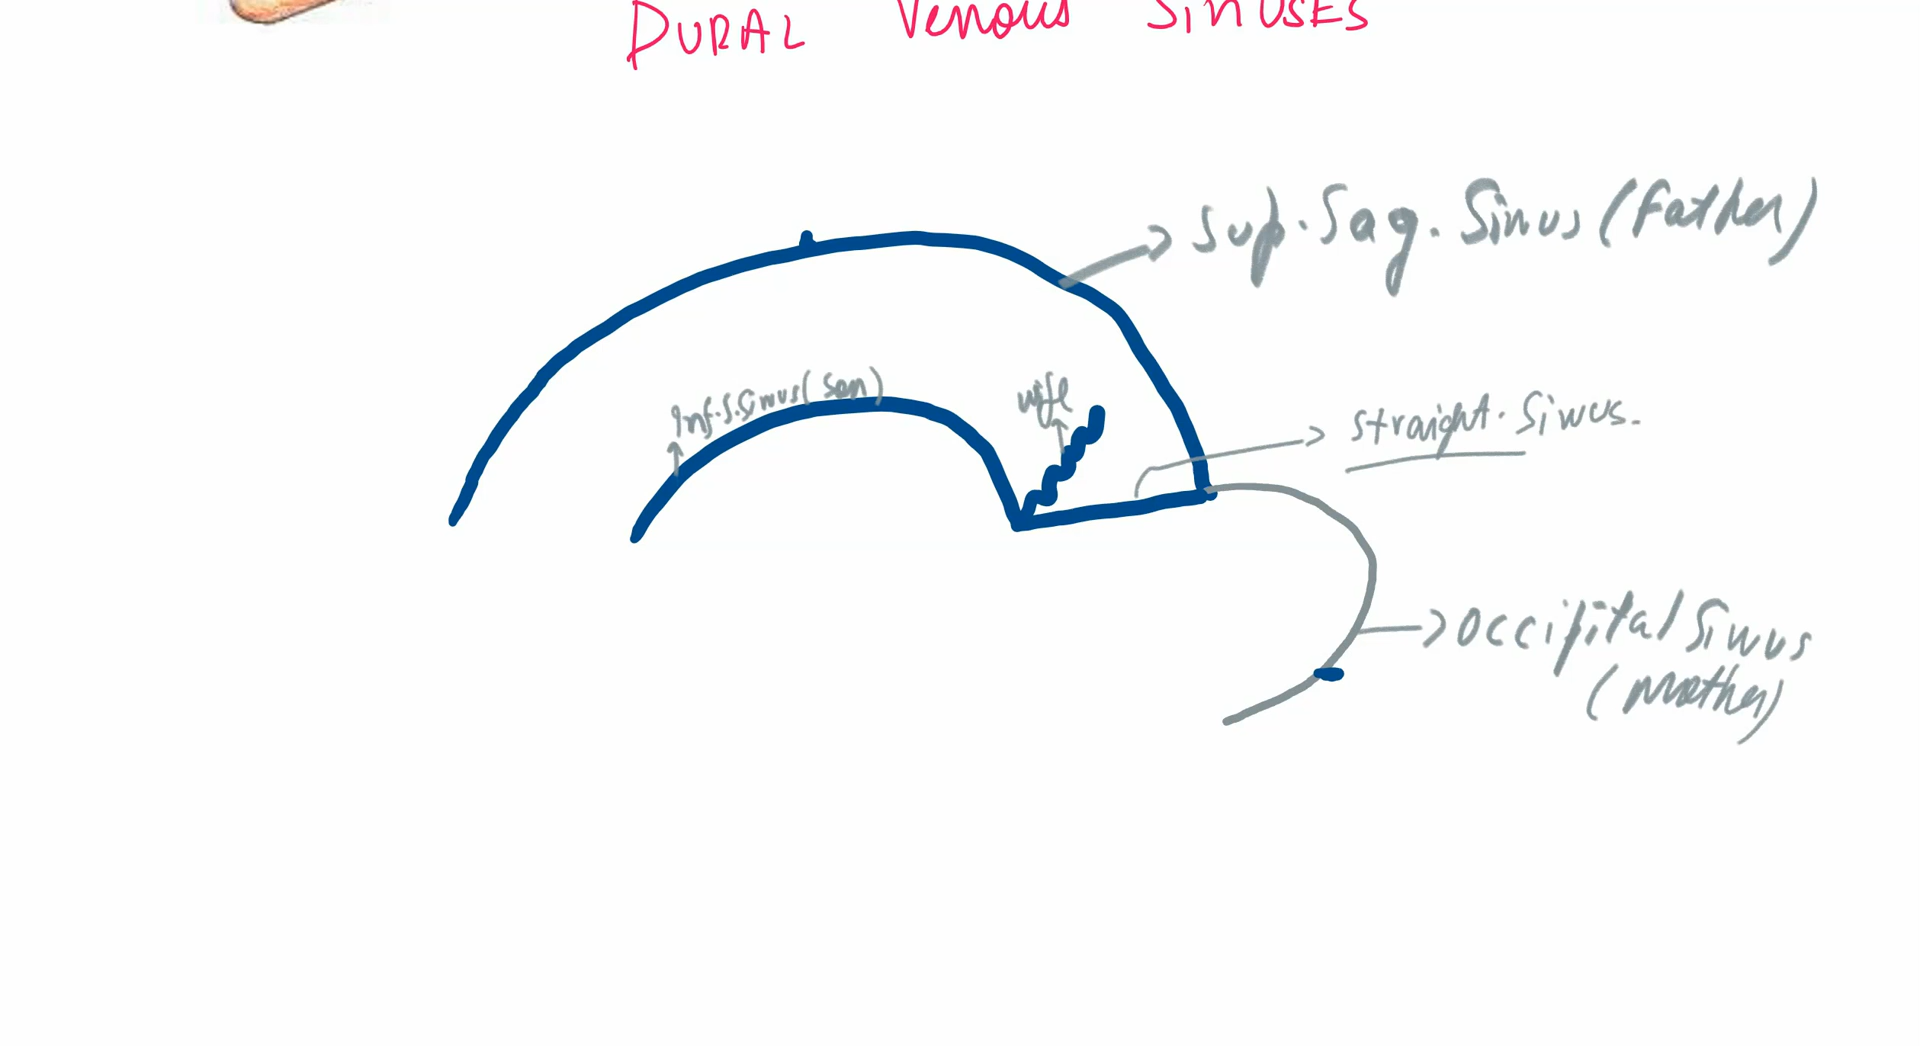 DURAL Venous SINUSES
Sup. Sag. Sinus (Father)
Inf. S. Sinus (Son)
wife
Straight. Sinus.
Occipital Sinus
(Mother)